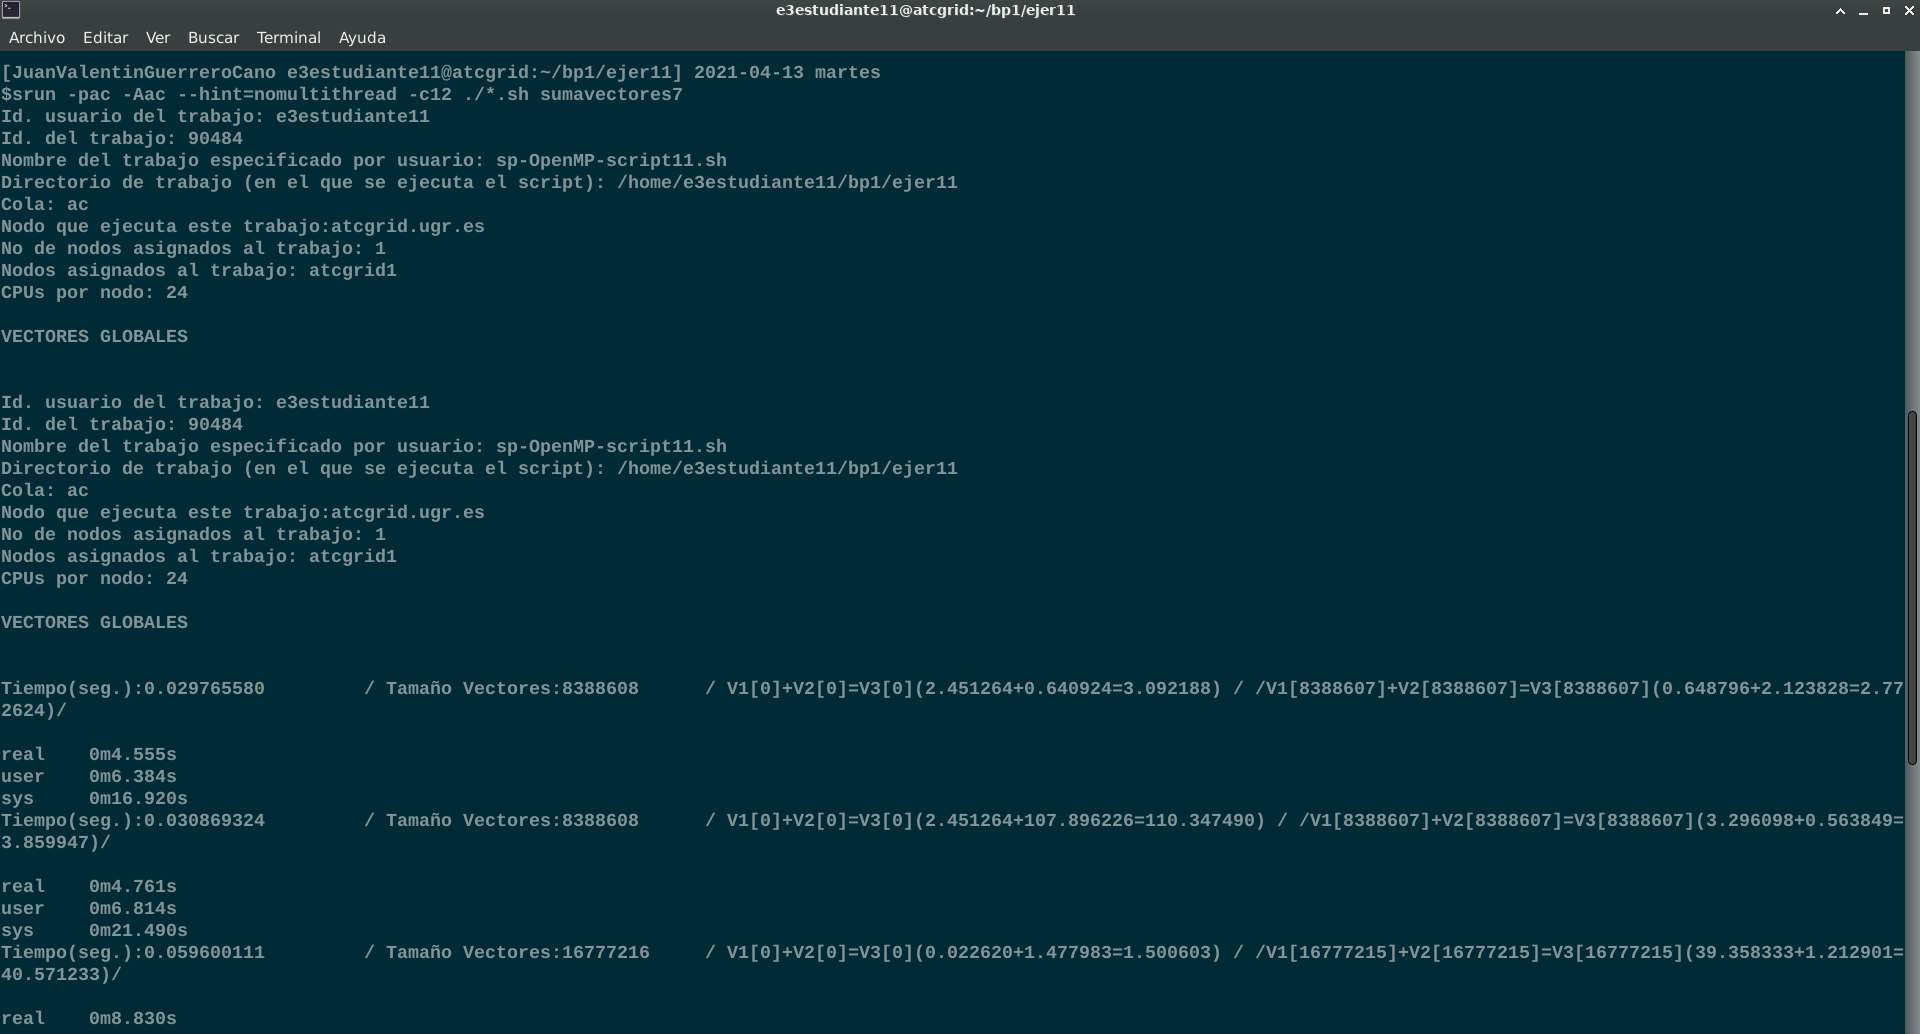 e3estudiante11@atcgrid:~/bp1/ejer11
Archivo Editar Ver Buscar Terminal Ayuda
[JuanValentinGuerreroCano e3estudiante11@atcgrid:~/bp1/ejer11] 2021-04-13 martes
$srun -pac -Aac --hint=nomultithread -c12 ./*.sh sumavectores7
Id. usuario del trabajo: e3estudiante11
Id. del trabajo: 90484
Nombre del trabajo especificado por usuario: sp-OpenMP-script11.sh
Directorio de trabajo (en el que se ejecuta el script): /home/e3estudiante11/bp1/ejer11
Cola: ac
Nodo que ejecuta este trabajo:atcgrid.ugr.es
No de nodos asignados al trabajo: 1
Nodos asignados al trabajo: atcgrid1
CPUs por nodo: 24
VECTORES GLOBALES
Id. usuario del trabajo: e3estudiante11
Id. del trabajo: 90484
Nombre del trabajo especificado por usuario: sp-OpenMP-script11.sh
Directorio de trabajo (en el que se ejecuta el script): /home/e3estudiante11/bp1/ejer11
Cola: ac
Nodo que ejecuta este trabajo:atcgrid.ugr.es
No de nodos asignados al trabajo: 1
Nodos asignados al trabajo: atcgrid1
CPUs por nodo: 24
VECTORES GLOBALES
Tiempo(seg.):0.029765580 / Tamaño Vectores:8388608 / V1[0]+V2[0]=V3[0](2.451264+0.640924=3.092188) / /V1[8388607]+V2[8388607]=V3[8388607](0.648796+2.123828=2.77
2624)/
real 0m4.555s
user 0m6.384s
sys 0m16.920s
Tiempo(seg.):0.030869324 / Tamaño Vectores:8388608 / V1[0]+V2[0]=V3[0](2.451264+107.896226=110.347490) / /V1[8388607]+V2[8388607]=V3[8388607](3.296098+0.563849=
3.859947)/
real 0m4.761s
user 0m6.814s
sys 0m21.490s
Tiempo(seg.):0.059600111 / Tamaño Vectores:16777216 / V1[0]+V2[0]=V3[0](0.022620+1.477983=1.500603) / /V1[16777215]+V2[16777215]=V3[16777215](39.358333+1.212901=
40.571233)/
real 0m8.830s